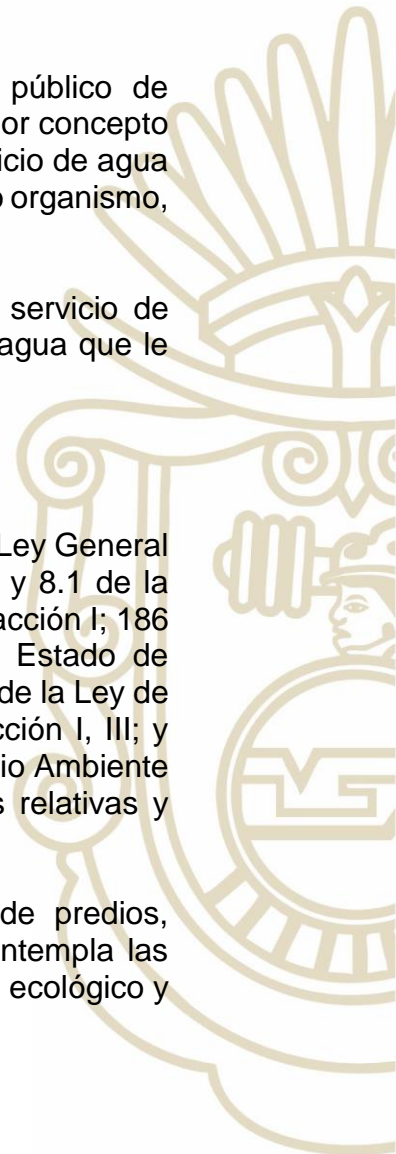 público de
or concepto
icio de agua
o organismo,
servicio de
agua que le
Ley General
y 8.1 de la
acción I; 186
Estado de
de la Ley de
cción I, III; y
io Ambiente
s relativas y
de predios,
ntempla las
ecológico y